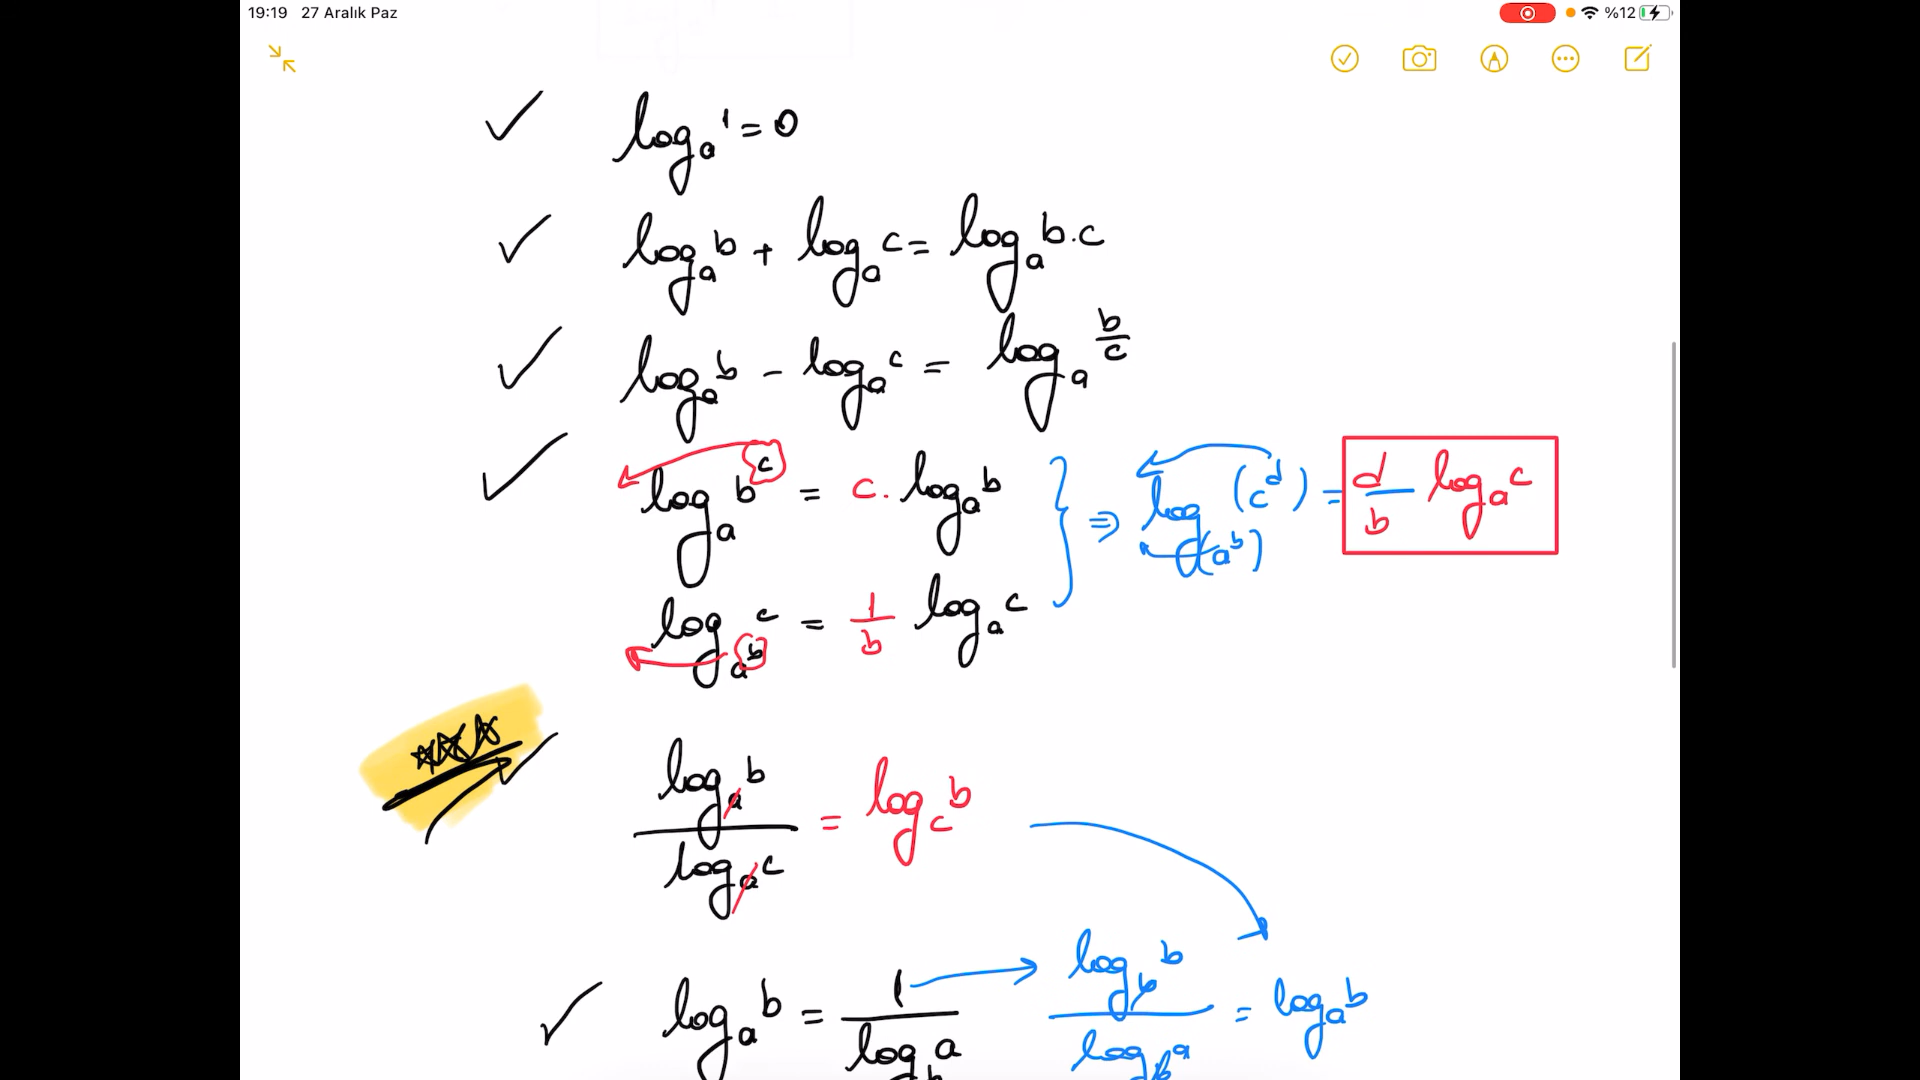 19:19 27 Aralık Paz %12
log_a 1 = 0
log_a b + log_a c = log_a b.c
log_a b - log_a c = log_a b/c
log_a b^c = c. log_a b ⇒ log_(a^b) (c^d) = d/b log_a c
log_a^b c = 1/b log_a c
log_a b / log_a c = log_c b
log_a b = 1 / log_b a → log_b b / log_b a = log_a b